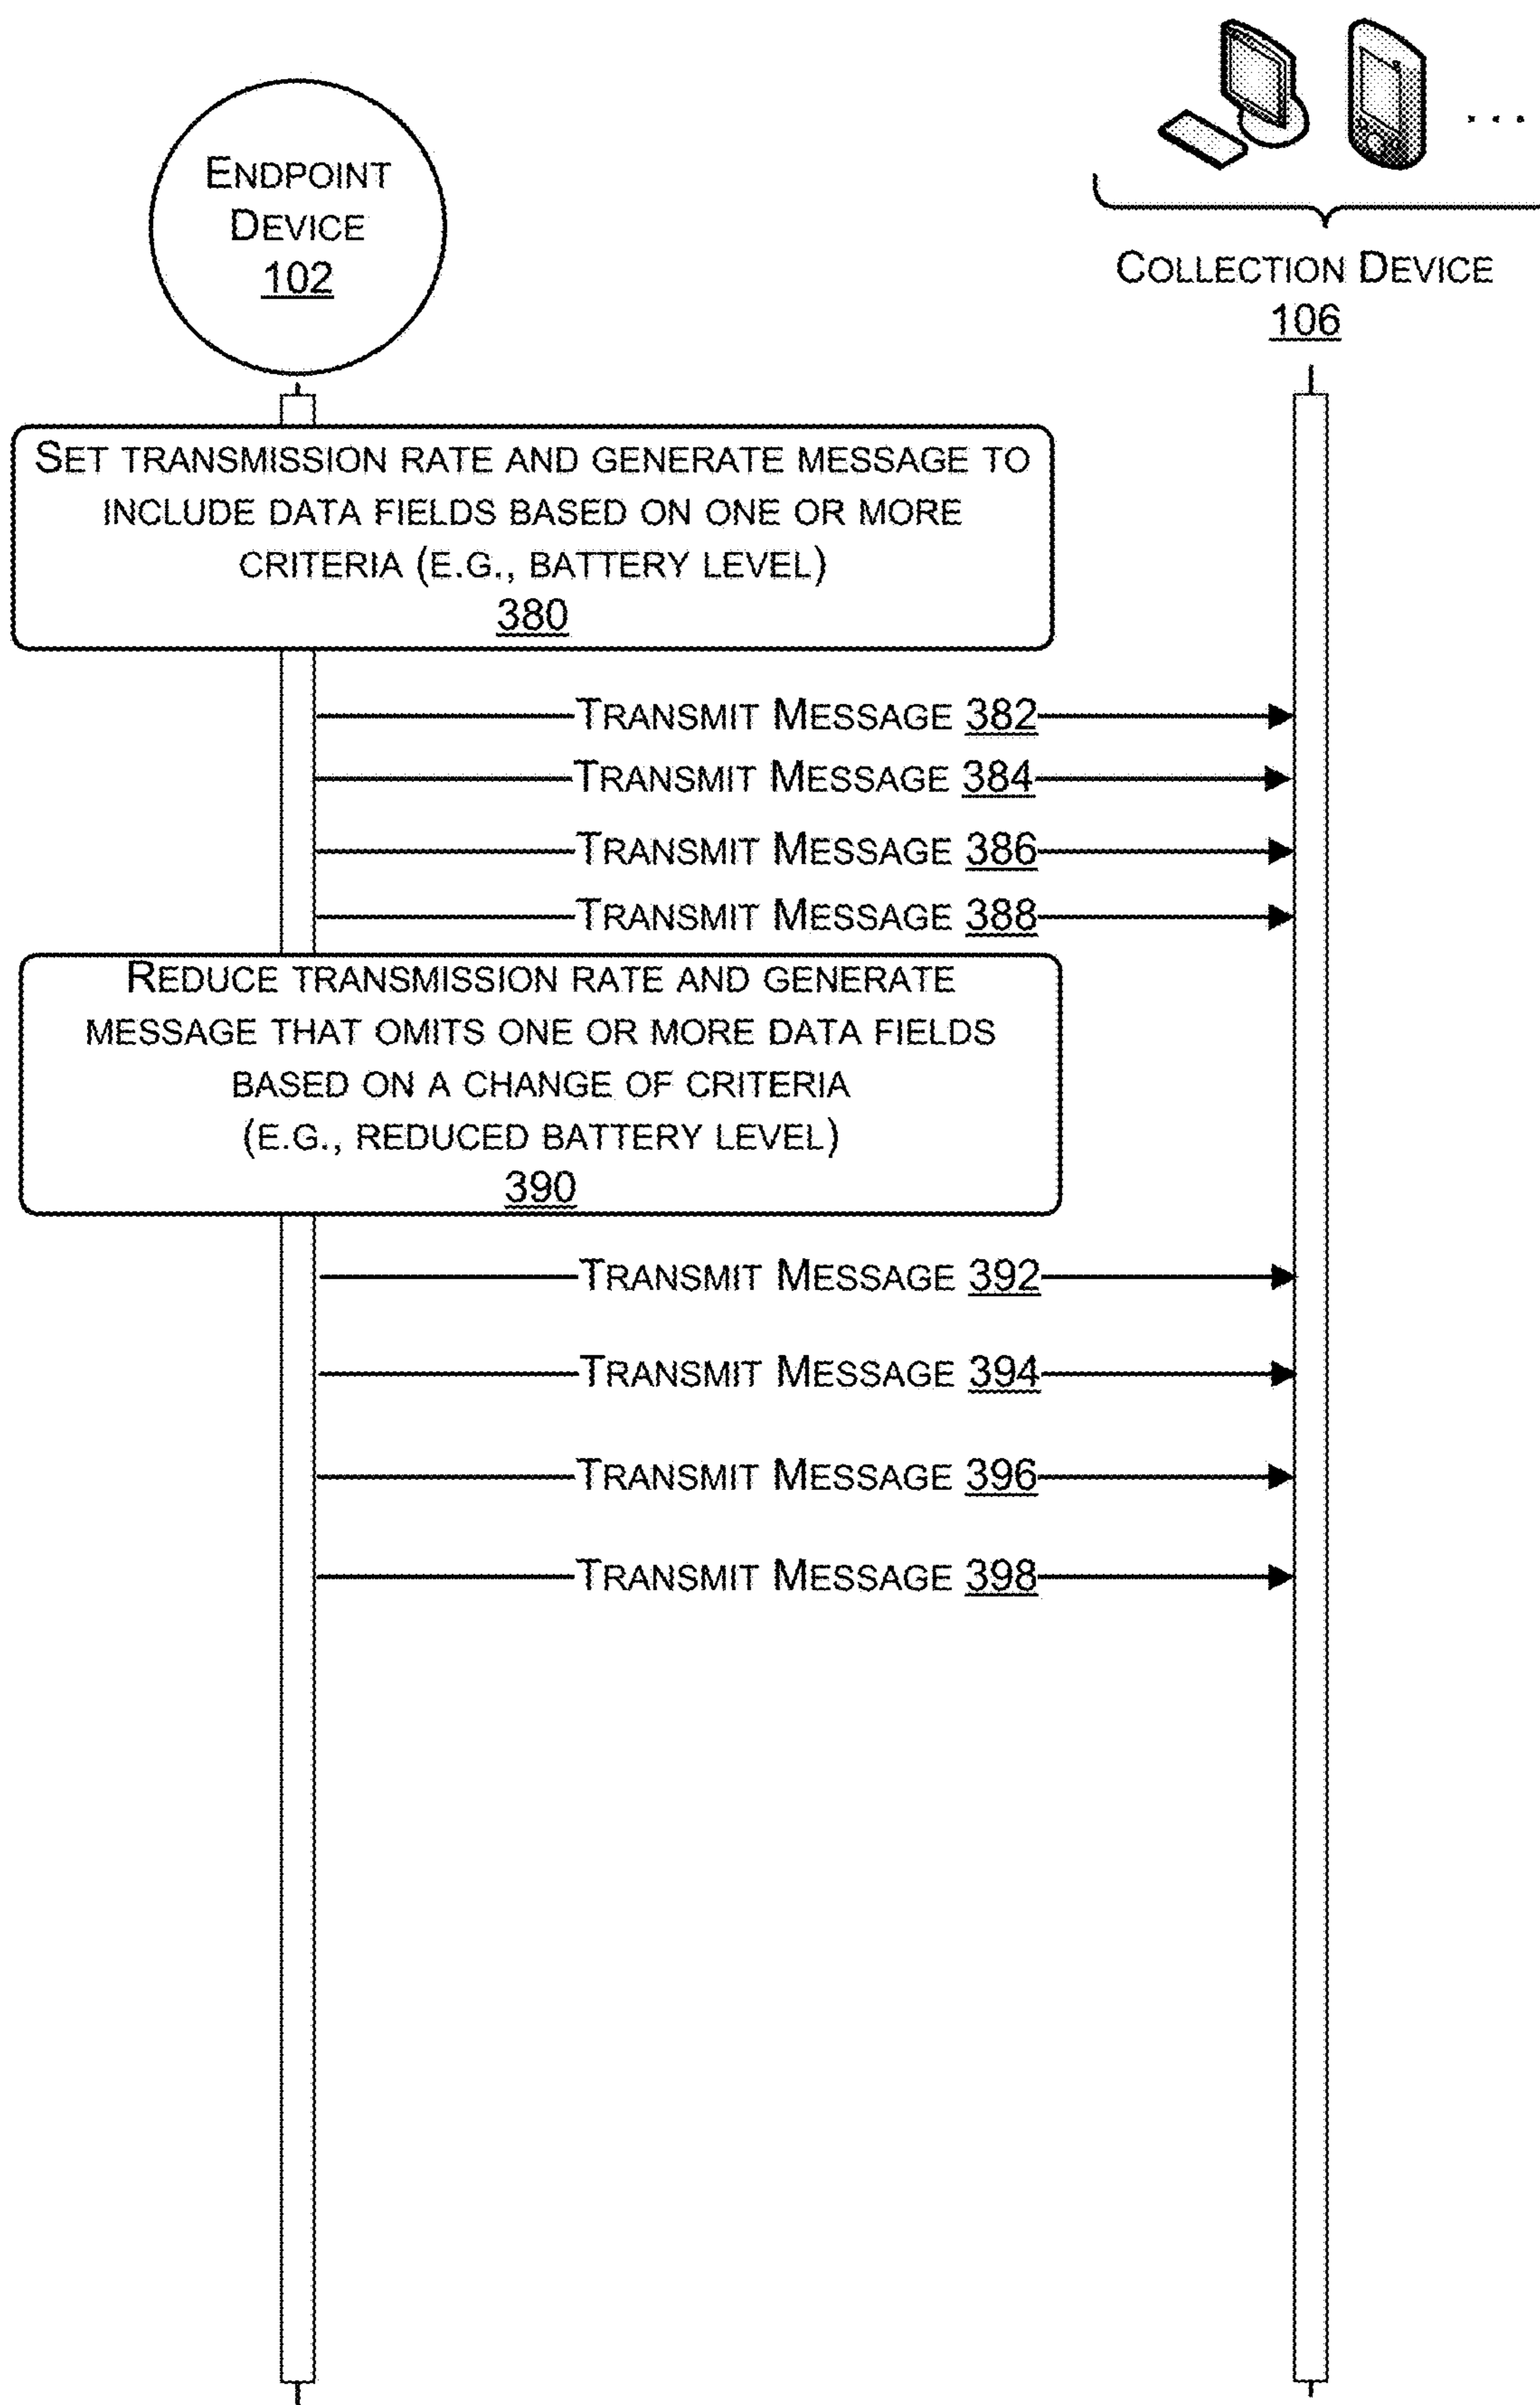 ENDPOINT
DEVICE
102
COLLECTION DEVICE
106
SET TRANSMISSION RATE AND GENERATE MESSAGE TO
INCLUDE DATA FIELDS BASED ON ONE OR MORE
CRITERIA (E.G., BATTERY LEVEL)
380
TRANSMIT MESSAGE 382
TRANSMIT MESSAGE 384
TRANSMIT MESSAGE 386
TRANSMIT MESSAGE 388
REDUCE TRANSMISSION RATE AND GENERATE
MESSAGE THAT OMITS ONE OR MORE DATA FIELDS
BASED ON A CHANGE OF CRITERIA
(E.G., REDUCED BATTERY LEVEL)
390
TRANSMIT MESSAGE 392
TRANSMIT MESSAGE 394
TRANSMIT MESSAGE 396
TRANSMIT MESSAGE 398